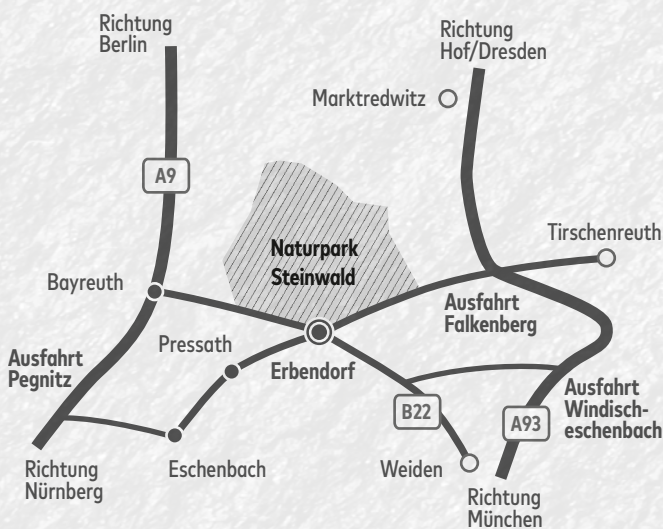 Richtung
Berlin
Richtung
Hof/Dresden
Marktredwitz
A9
Naturpark
Steinwald
Tirschenreuth
Bayreuth
Ausfahrt
Falkenberg
Pressath
Ausfahrt
Pegnitz
Erbendorf
Ausfahrt
Windisch-
eschenbach
B22
A93
Eschenbach
Weiden
Richtung
Nürnberg
Richtung
München